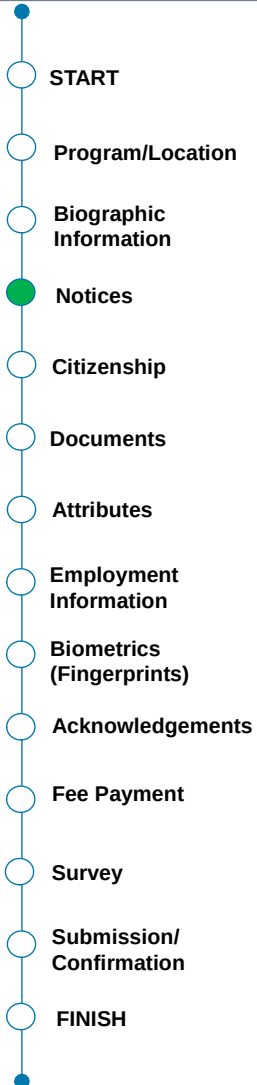 START
Program/Location
Biographic
Information
Notices
Citizenship
Documents
Attributes
Employment
Information
Biometrics
(Fingerprints)
Acknowledgements
Fee Payment
Survey
Submission/
Confirmation
FINISH